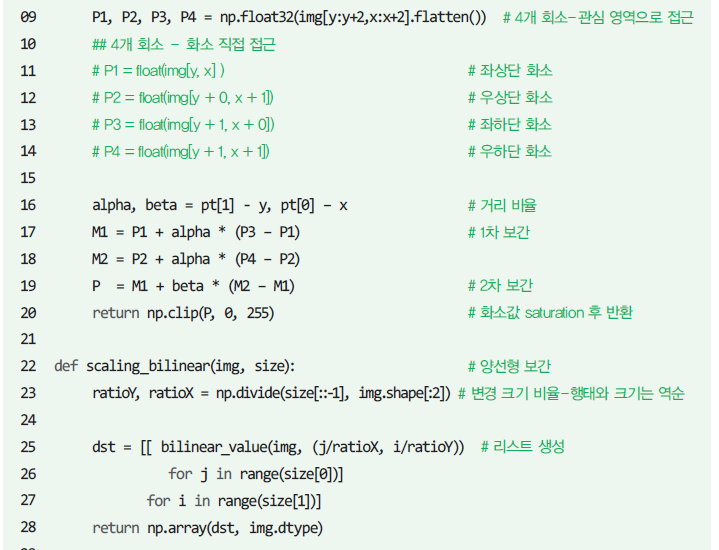 09 P1, P2, P3, P4 = np.float32(img[y:y+2,x:x+2].flatten()) # 4개 회소-관심 영역으로 접근
10 ## 4개 회소 - 화소 직접 접근
11 # P1 = float(img[y, x] ) # 좌상단 화소
12 # P2 = float(img[y + 0, x + 1]) # 우상단 화소
13 # P3 = float(img[y + 1, x + 0]) # 좌하단 화소
14 # P4 = float(img[y + 1, x + 1]) # 우하단 화소
15
16 alpha, beta = pt[1] - y, pt[0] – x # 거리 비율
17 M1 = P1 + alpha * (P3 – P1) # 1차 보간
18 M2 = P2 + alpha * (P4 – P2)
19 P = M1 + beta * (M2 – M1) # 2차 보간
20 return np.clip(P, 0, 255) # 화소값 saturation 후 반환
21
22 def scaling_bilinear(img, size): # 양선형 보간
23 ratioY, ratioX = np.divide(size[::-1], img.shape[:2]) # 변경 크기 비율-행태와 크기는 역순
24
25 dst = [[ bilinear_value(img, (j/ratioX, i/ratioY)) # 리스트 생성
26 for j in range(size[0])]
27 for i in range(size[1])]
28 return np.array(dst, img.dtype)